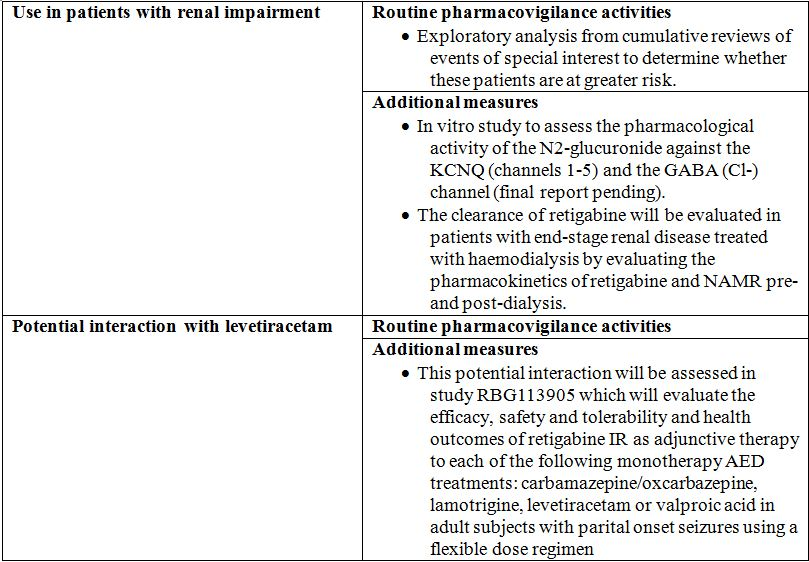 Use in patients with renal impairment
Routine pharmacovigilance activities
• Exploratory analysis from cumulative reviews of
events of special interest to determine whether
these patients are at greater risk.
Additional measures
• In vitro study to assess the pharmacological
activity of the N2-glucuronide against the
KCNQ (channels 1-5) and the GABA (Cl-)
channel (final report pending).
• The clearance of retigabine will be evaluated in
patients with end-stage renal disease treated
with haemodialysis by evaluating the
pharmacokinetics of retigabine and NAMR pre-
and post-dialysis.
Potential interaction with levetiracetam
Routine pharmacovigilance activities
Additional measures
• This potential interaction will be assessed in
study RBG113905 which will evaluate the
efficacy, safety and tolerability and health
outcomes of retigabine IR as adjunctive therapy
to each of the following monotherapy AED
treatments: carbamazepine/oxcarbazepine,
lamotrigine, levetiracetam or valproic acid in
adult subjects with parital onset seizures using a
flexible dose regimen